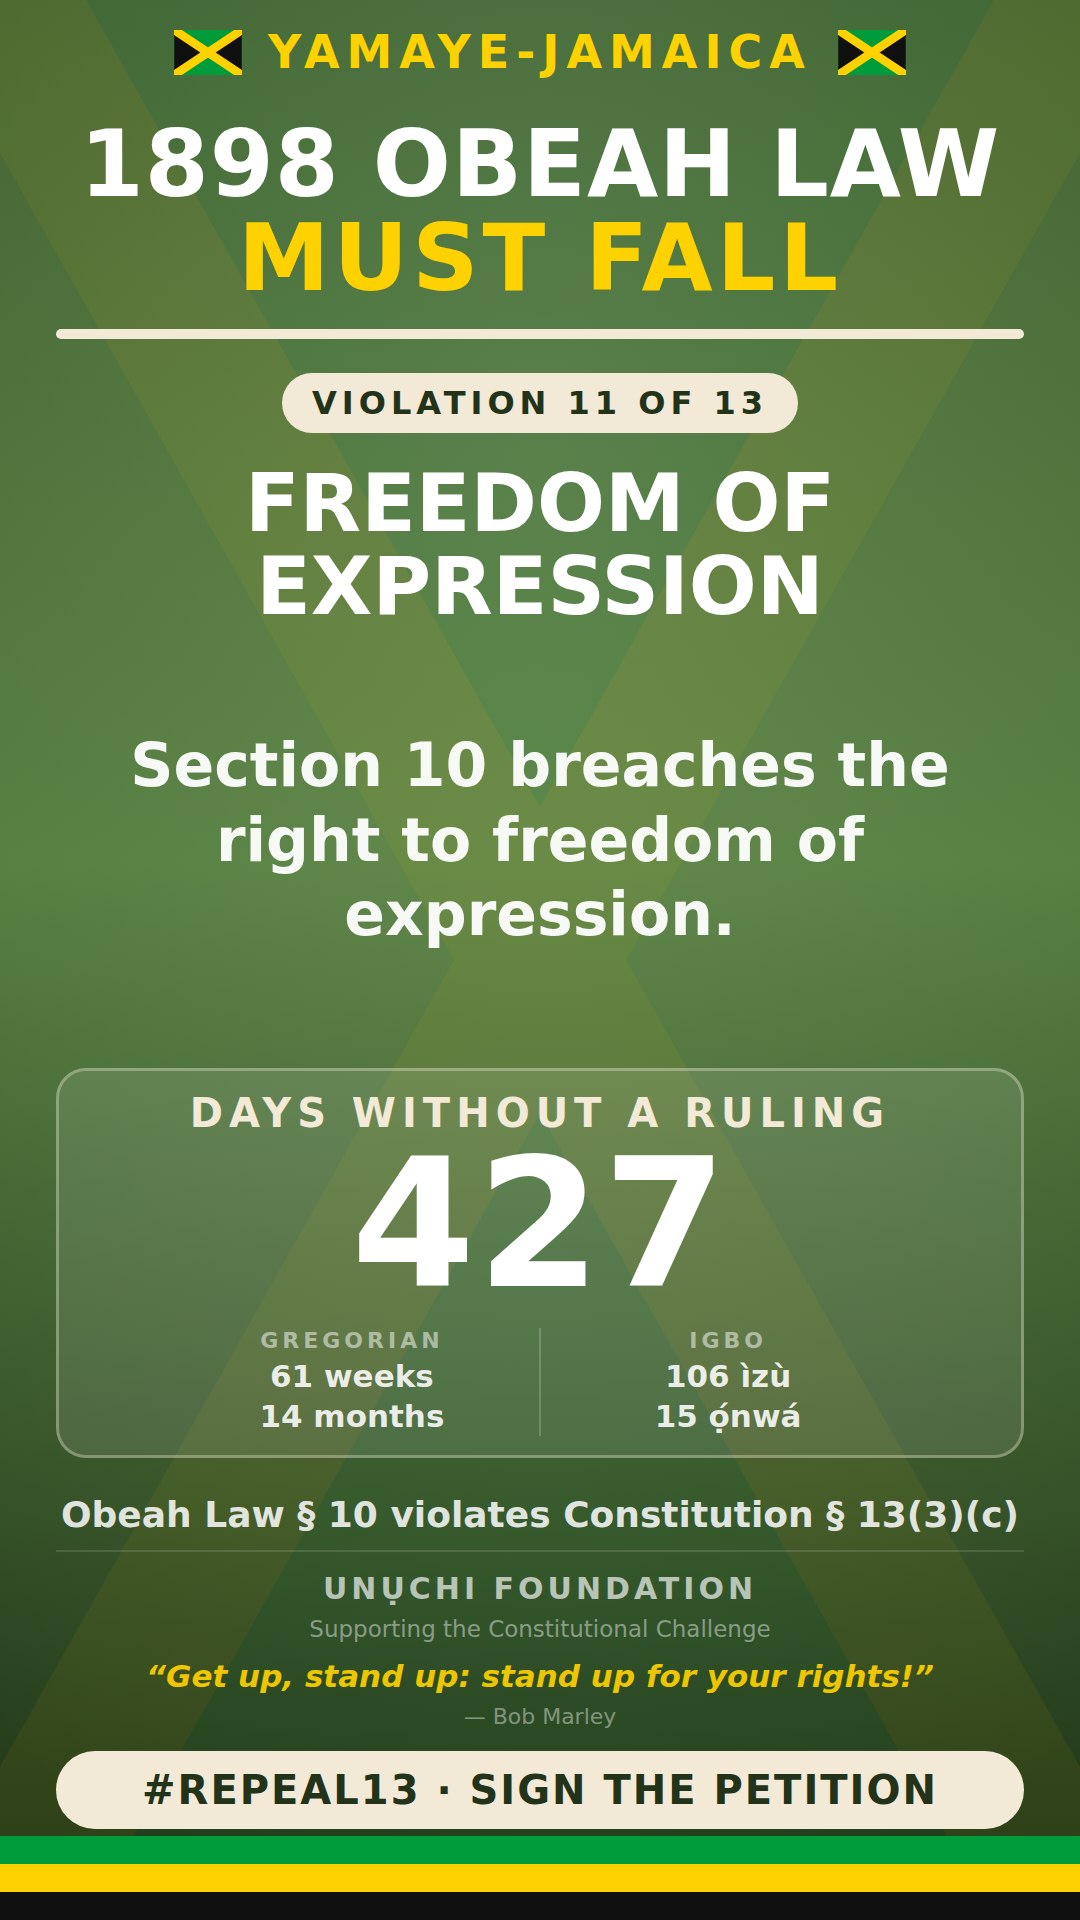 YAMAYE-JAMAICA
1898 OBEAH LAW
MUST FALL
VIOLATION 11 OF 13
FREEDOM OF
EXPRESSION
Section 10 breaches the
right to freedom of
expression.
DAYS WITHOUT A RULING
427
GREGORIAN
61 weeks
14 months
IGBO
106 ìzù
15 ọ́nwá
Obeah Law § 10 violates Constitution § 13(3)(c)
UNỤCHI FOUNDATION
Supporting the Constitutional Challenge
“Get up, stand up: stand up for your rights!”
— Bob Marley
#REPEAL13 · SIGN THE PETITION